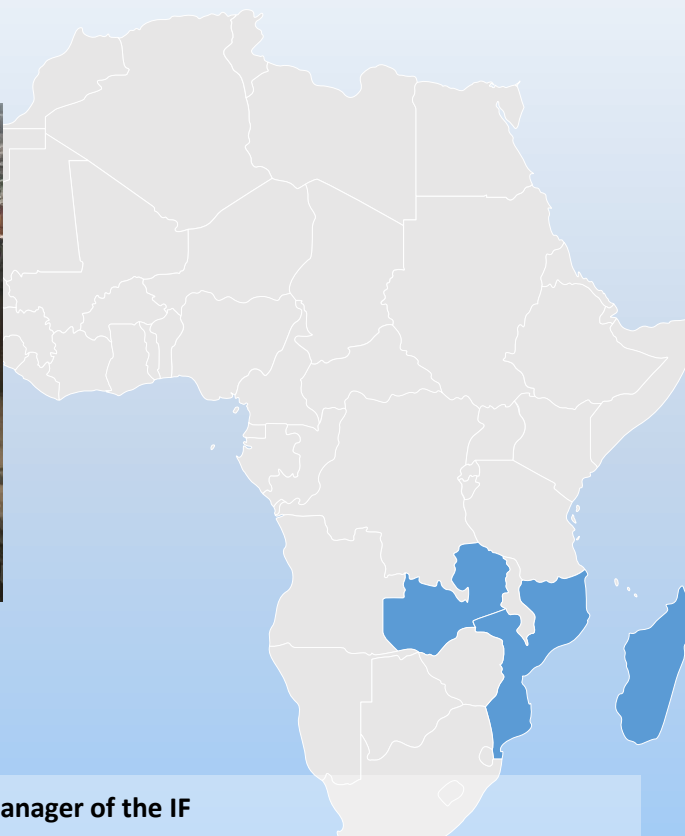 anager of the IF